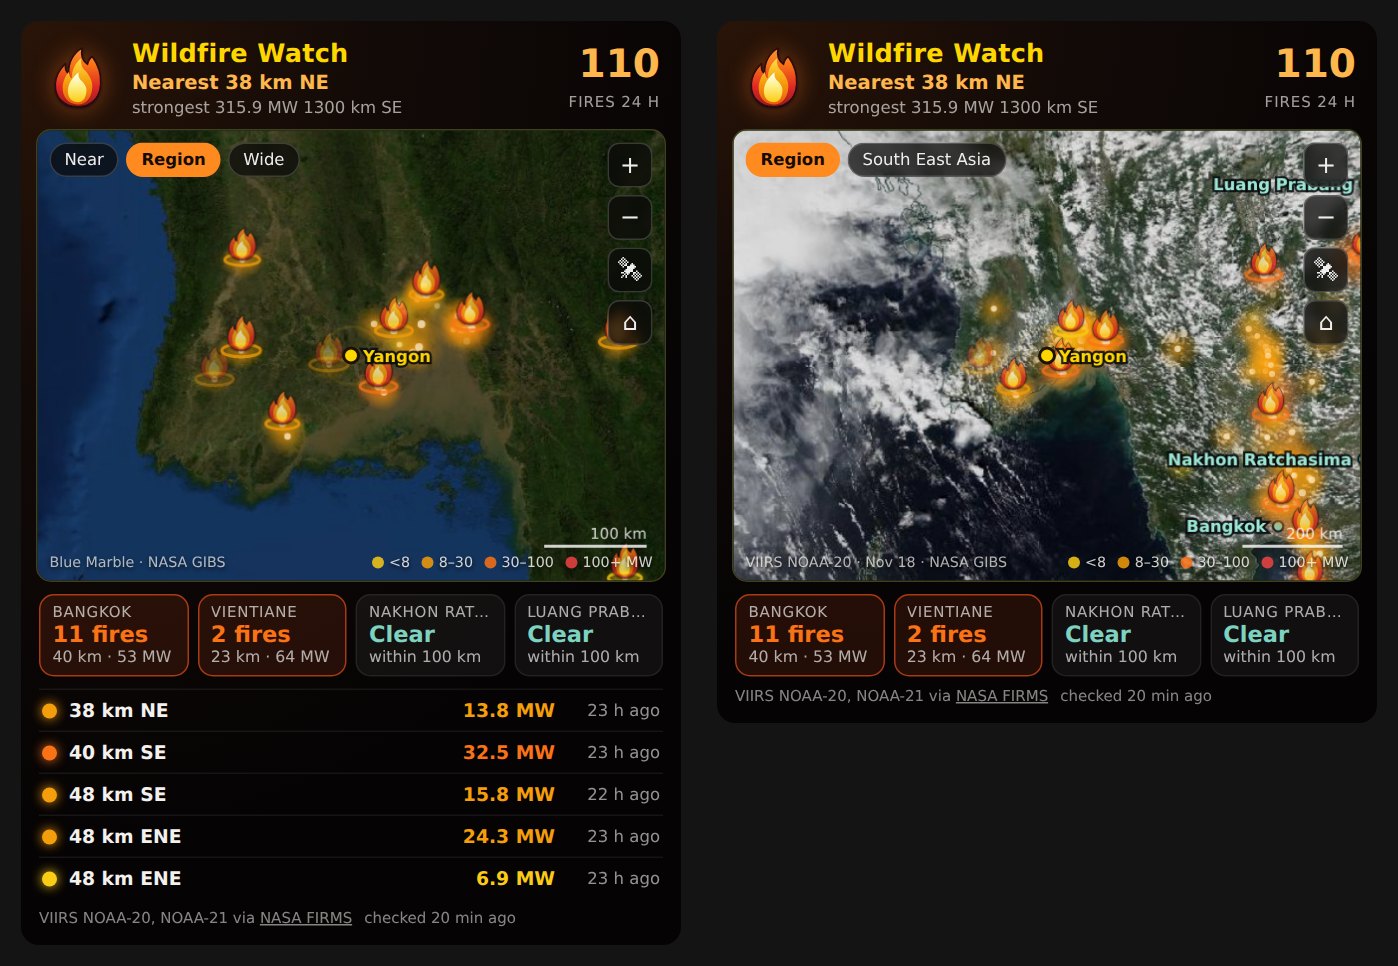 Wildfire Watch
Nearest 38 km NE
strongest 315.9 MW 1300 km SE
110
FIRES 24 H
Near
Region
Wide
+
−
⌂
Yangon
100 km
Blue Marble · NASA GIBS
<8
8–30
30–100
100+ MW
BANGKOK
11 fires
40 km · 53 MW
VIENTIANE
2 fires
23 km · 64 MW
NAKHON RAT…
Clear
within 100 km
LUANG PRAB…
Clear
within 100 km
38 km NE 13.8 MW 23 h ago
40 km SE 32.5 MW 23 h ago
48 km SE 15.8 MW 22 h ago
48 km ENE 24.3 MW 23 h ago
48 km ENE 6.9 MW 23 h ago
VIIRS NOAA-20, NOAA-21 via NASA FIRMS checked 20 min ago
Wildfire Watch
Nearest 38 km NE
strongest 315.9 MW 1300 km SE
110
FIRES 24 H
Region
South East Asia
+
−
⌂
Luang Prabang
Yangon
Nakhon Ratchasima
Bangkok
200 km
VIIRS NOAA-20 · Nov 18 · NASA GIBS
<8
8–30
30–100
100+ MW
BANGKOK
11 fires
40 km · 53 MW
VIENTIANE
2 fires
23 km · 64 MW
NAKHON RAT…
Clear
within 100 km
LUANG PRAB…
Clear
within 100 km
VIIRS NOAA-20, NOAA-21 via NASA FIRMS checked 20 min ago